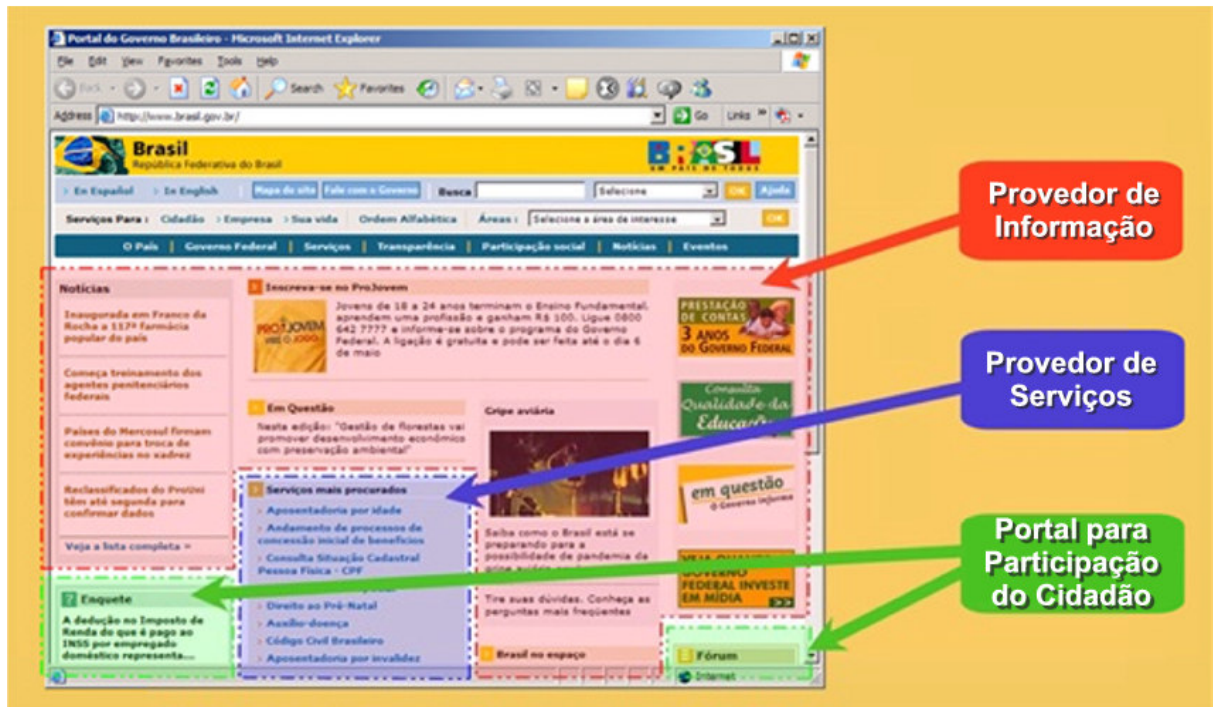 Portal do Governo Brasileiro - Microsoft Internet Explorer
File Edit View Favorites Tools Help
Back Search Favorites
Address http://www.brasil.gov.br/ Go Links
Brasil
República Federativa do Brasil
BRASIL
UM PAÍS DE TODOS
En Español In English Mapa do site Fale com o Governo Busca Selecione OK Ajuda
Serviços Para: Cidadão Empresa Sua vida Ordem Alfabética Áreas: Selecione a área de interesse OK
O País | Governo Federal | Serviços | Transparência | Participação social | Notícias | Eventos
Notícias
Inaugurada em Franco da
Rocha a 117ª farmácia
popular do país
Começa treinamento dos
agentes penitenciários
federais
Países do Mercosul firmam
convênio para troca de
experiências no xadrez
Reclassificados do ProUni
têm até segunda para
confirmar dados
Veja a lista completa »
? Enquete
A dedução no Imposto de
Renda do que é pago ao
INSS por empregado
doméstico representa...
Inscreva-se no ProJovem
PROJOVEM
Jovens de 18 a 24 anos terminam o Ensino Fundamental,
aprendem uma profissão e ganham R$ 100. Ligue 0800
642 7777 e informe-se sobre o programa do Governo
Federal. A ligação é gratuita e pode ser feita até o dia 6
de maio
Em Questão
Nesta edição: "Gestão de florestas vai
promover desenvolvimento econômico
com preservação ambiental"
Serviços mais procurados
Aposentadoria por idade
Andamento de processos de
concessão inicial de benefícios
Consulta Situação Cadastral
Pessoa Física - CPF
Direito ao Pré-Natal
Auxílio-doença
Código Civil Brasileiro
Aposentadoria por invalidez
Gripe aviária
Saiba como o Brasil está se
preparando para a
possibilidade de pandemia da
gripe aviária
Tire suas dúvidas. Conheça as
perguntas mais freqüentes
Brasil no espaço
PRESTAÇÃO
DE CONTAS
3 ANOS
DO GOVERNO FEDERAL
Consulta
Qualidade da
Educação
em questão
O Governo informa
VEJA QUANTO
GOVERNO
FEDERAL INVESTE
EM MÍDIA
Fórum
Internet
Provedor de
Informação
Provedor de
Serviços
Portal para
Participação
do Cidadão